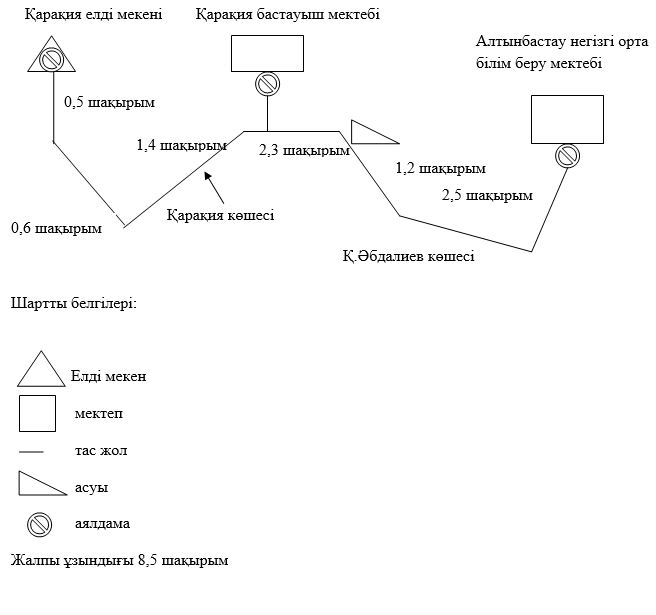 Қарақия елді мекені
Қарақия бастауыш мектебі
Алтынбастау негізгі орта
білім беру мектебі
0,5 шақырым
1,4 шақырым
2,3 шақырым
1,2 шақырым
2,5 шақырым
Қарақия көшесі
0,6 шақырым
Қ.Әбдалиев көшесі
Шартты белгілері:
Елді мекен
мектеп
тас жол
асуы
аялдама
Жалпы ұзындығы 8,5 шақырым